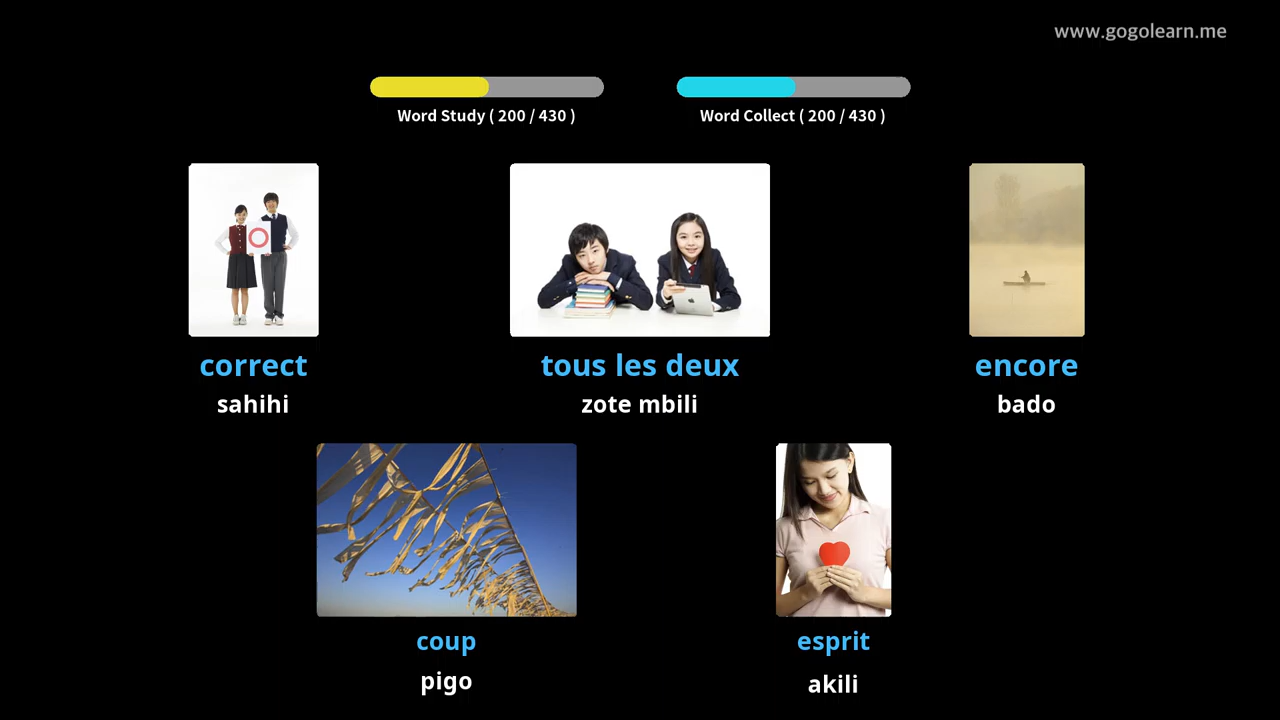 www.gogolearn.me
Word Study ( 200 / 430 )
Word Collect ( 200 / 430 )
correct
sahihi
tous les deux
zote mbili
encore
bado
coup
pigo
esprit
akili